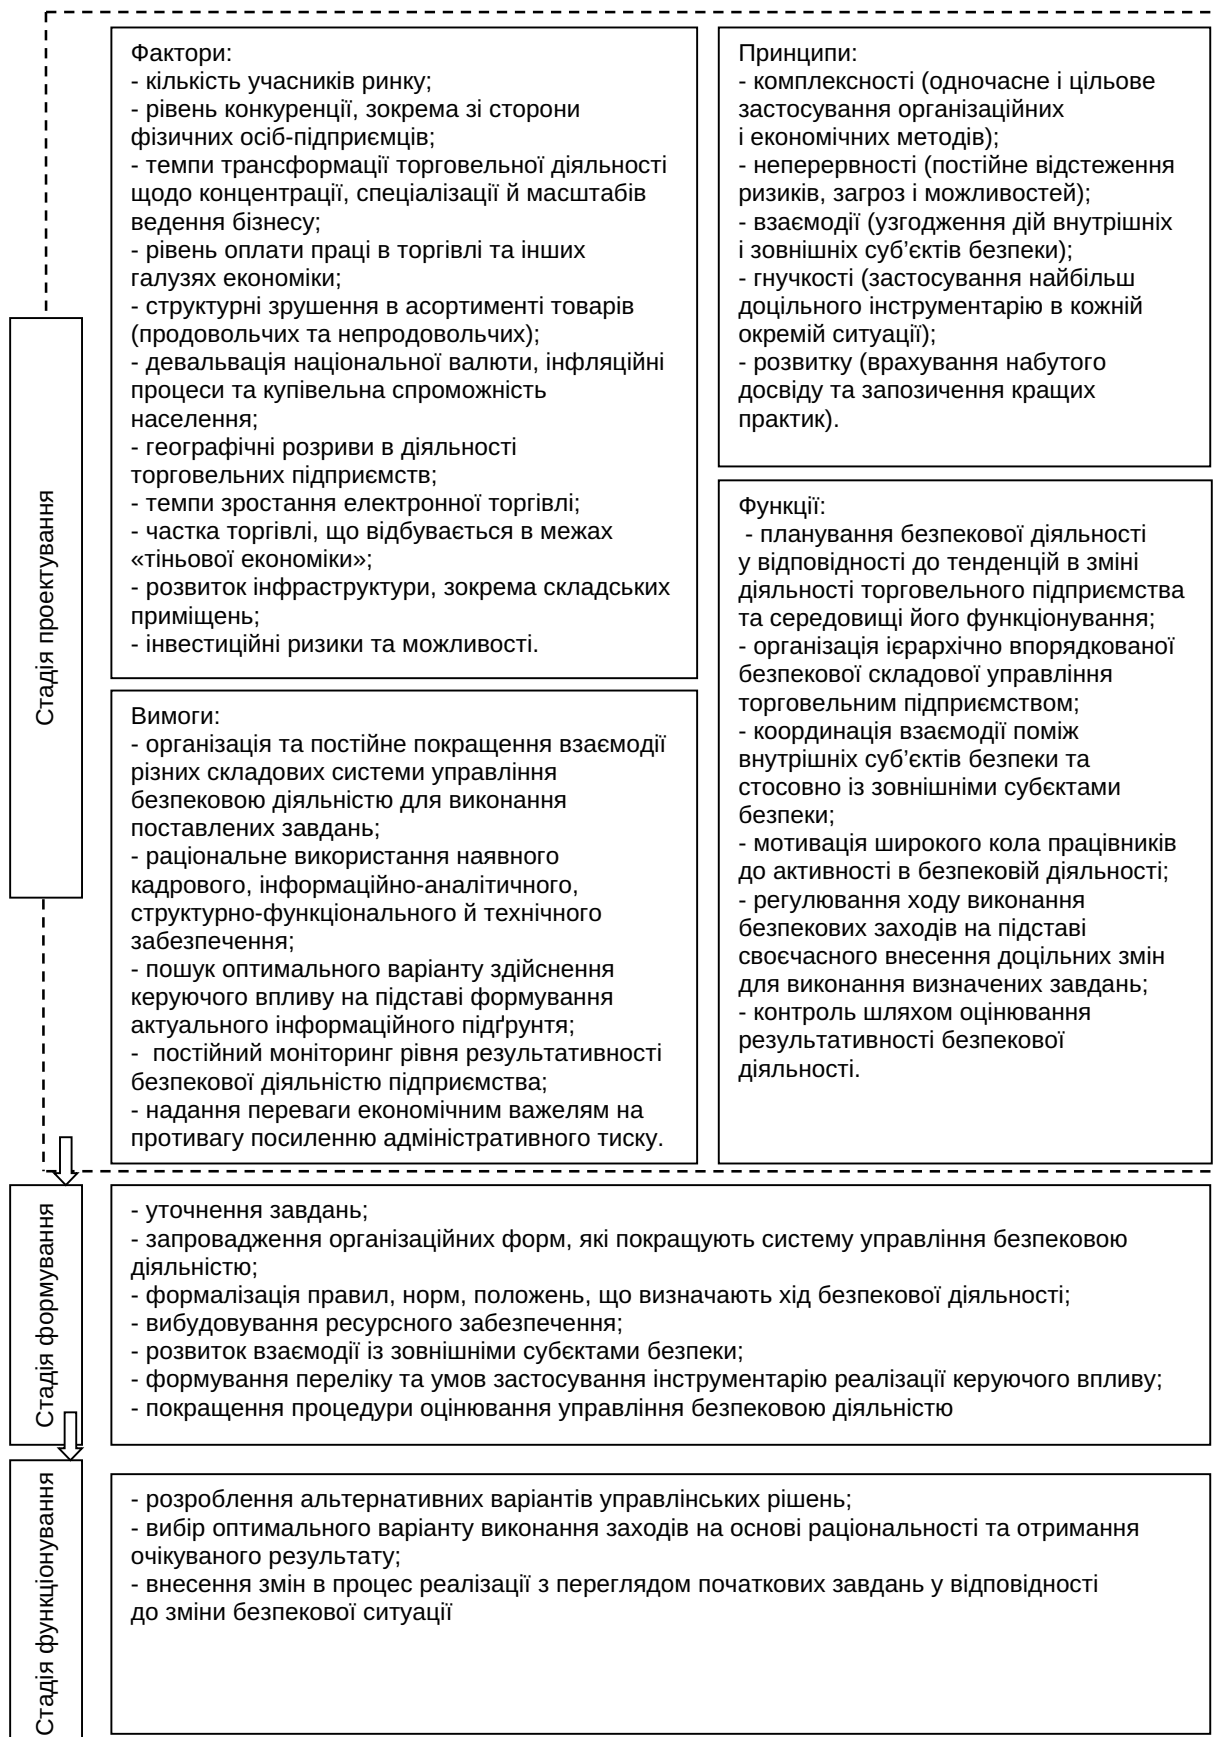 Стадія проектування
Фактори:
- кількість учасників ринку;
- рівень конкуренції, зокрема зі сторони
фізичних осіб-підприємців;
- темпи трансформації торговельної діяльності
щодо концентрації, спеціалізації й масштабів
ведення бізнесу;
- рівень оплати праці в торгівлі та інших
галузях економіки;
- структурні зрушення в асортименті товарів
(продовольчих та непродовольчих);
- девальвація національної валюти, інфляційні
процеси та купівельна спроможність
населення;
- географічні розриви в діяльності
торговельних підприємств;
- темпи зростання електронної торгівлі;
- частка торгівлі, що відбувається в межах
«тіньової економіки»;
- розвиток інфраструктури, зокрема складських
приміщень;
- інвестиційні ризики та можливості.
Принципи:
- комплексності (одночасне і цільове
застосування організаційних
і економічних методів);
- неперервності (постійне відстеження
ризиків, загроз і можливостей);
- взаємодії (узгодження дій внутрішніх
і зовнішніх суб’єктів безпеки);
- гнучкості (застосування найбільш
доцільного інструментарію в кожній
окремій ситуації);
- розвитку (врахування набутого
досвіду та запозичення кращих
практик).
Вимоги:
- організація та постійне покращення взаємодії
різних складових системи управління
безпековою діяльністю для виконання
поставлених завдань;
- раціональне використання наявного
кадрового, інформаційно-аналітичного,
структурно-функціонального й технічного
забезпечення;
- пошук оптимального варіанту здійснення
керуючого впливу на підставі формування
актуального інформаційного підґрунтя;
-  постійний моніторинг рівня результативності
безпекової діяльністю підприємства;
- надання переваги економічним важелям на
противагу посиленню адміністративного тиску.
Функції:
- планування безпекової діяльності
у відповідності до тенденцій в зміні
діяльності торговельного підприємства
та середовищі його функціонування;
- організація ієрархічно впорядкованої
безпекової складової управління
торговельним підприємством;
- координація взаємодії поміж
внутрішніх суб’єктів безпеки та
стосовно із зовнішніми субєктами
безпеки;
- мотивація широкого кола працівників
до активності в безпековій діяльності;
- регулювання ходу виконання
безпекових заходів на підставі
своєчасного внесення доцільних змін
для виконання визначених завдань;
- контроль шляхом оцінювання
результативності безпекової
діяльності.
Стадія формування
- уточнення завдань;
- запровадження організаційних форм, які покращують систему управління безпековою
діяльністю;
- формалізація правил, норм, положень, що визначають хід безпекової діяльності;
- вибудовування ресурсного забезпечення;
- розвиток взаємодії із зовнішніми субєктами безпеки;
- формування переліку та умов застосування інструментарію реалізації керуючого впливу;
- покращення процедури оцінювання управління безпековою діяльністю
Стадія функціонування
- розроблення альтернативних варіантів управлінських рішень;
- вибір оптимального варіанту виконання заходів на основі раціональності та отримання
очікуваного результату;
- внесення змін в процес реалізації з переглядом початкових завдань у відповідності
до зміни безпекової ситуації